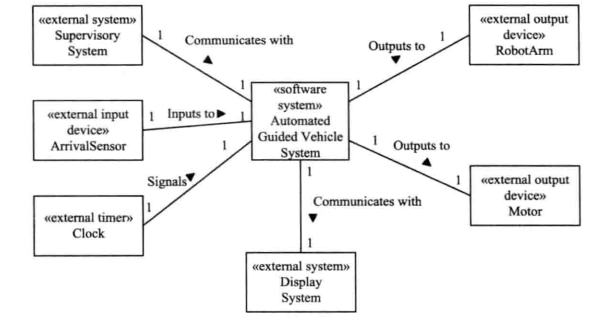 «external system»
Supervisory
System
1
Communicates with
1
«external output
device»
RobotArm
1
Outputs to
1
«software
system»
Automated
Guided Vehicle
System
«external input
device»
ArrivalSensor
1
Inputs to
1
1
Outputs to
1
«external output
device»
Motor
«external timer»
Clock
1
Signals
1
1
Communicates with
1
«external system»
Display
System